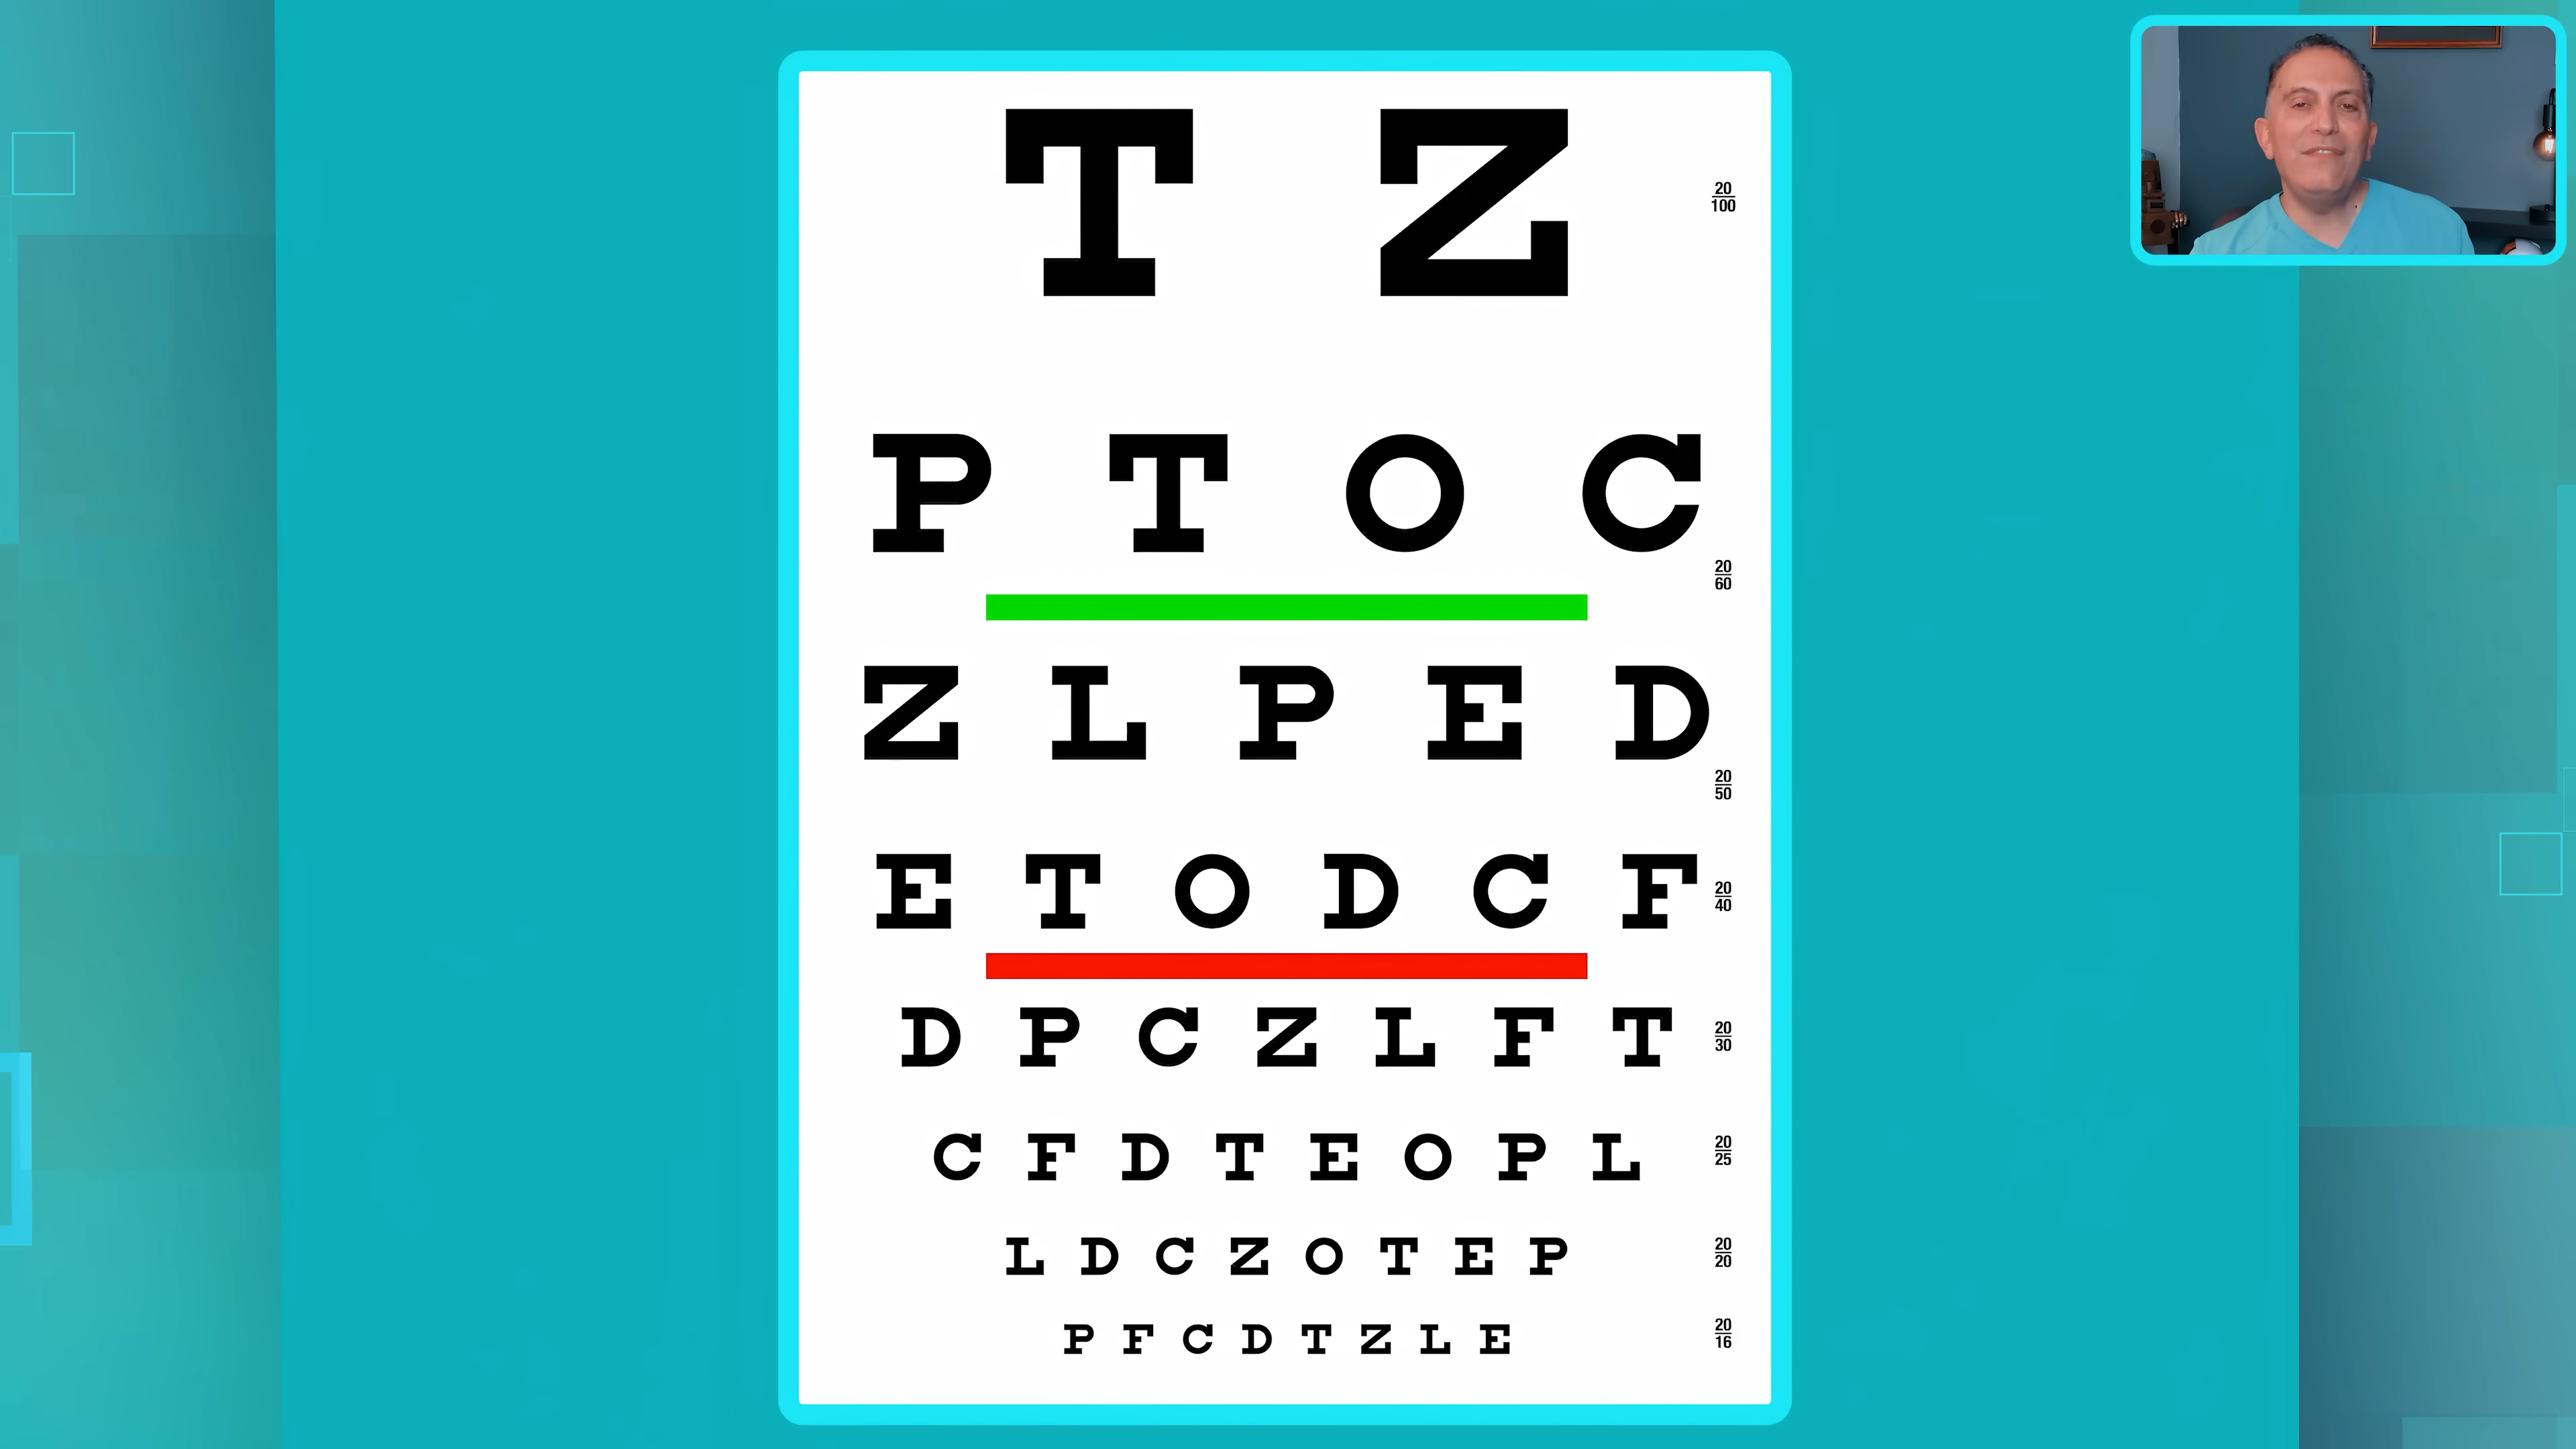 T Z 20/100
P T O C 20/60
Z L P E D 20/50
E T O D C F 20/40
D P C Z L F T 20/30
C F D T E O P L 20/25
L D C Z O T E P 20/20
P F C D T Z L E 20/16